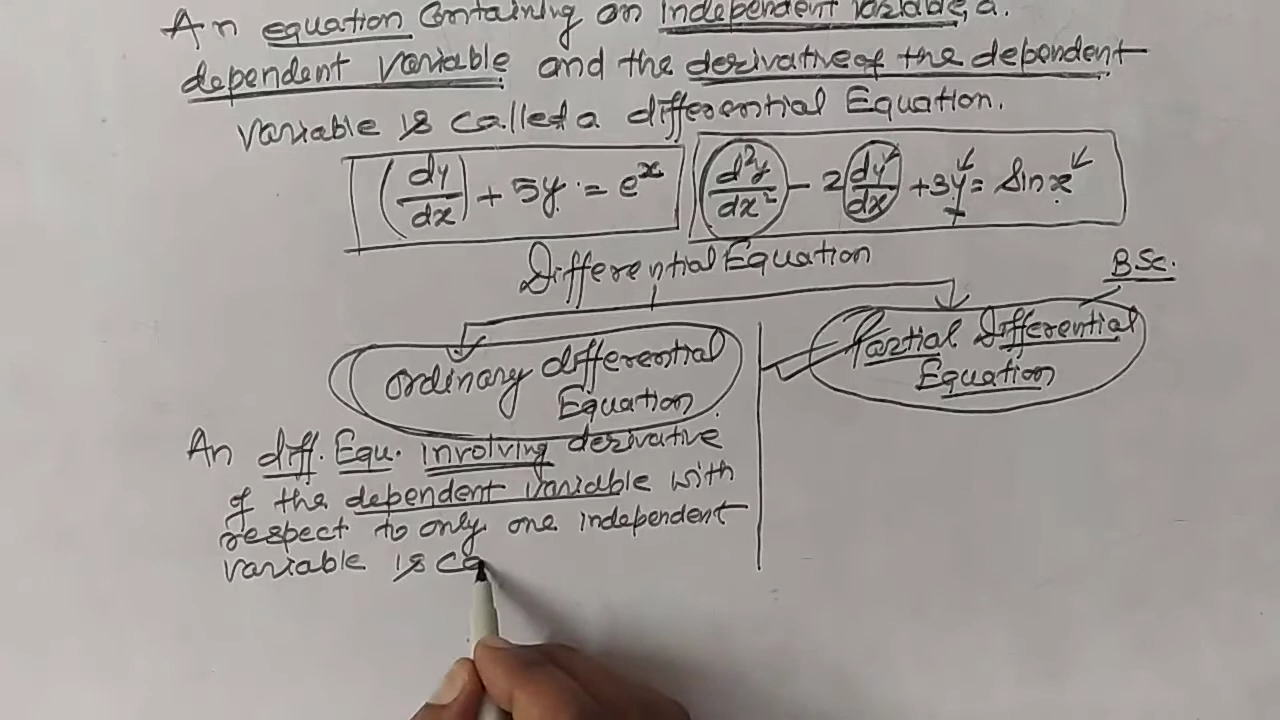 An equation containing an independent variable, a
dependent variable and the derivative of the dependent
variable is called a differential Equation.
(dy/dx) + 5y = e^x d²y/dx² - 2 dy/dx + 3y = Sin x
Differential Equation
BSc.
Ordinary differential
Equation
Partial Differential
Equation
An diff. Equ. involving derivative
of the dependent variable with
respect to only one independent
variable is ca